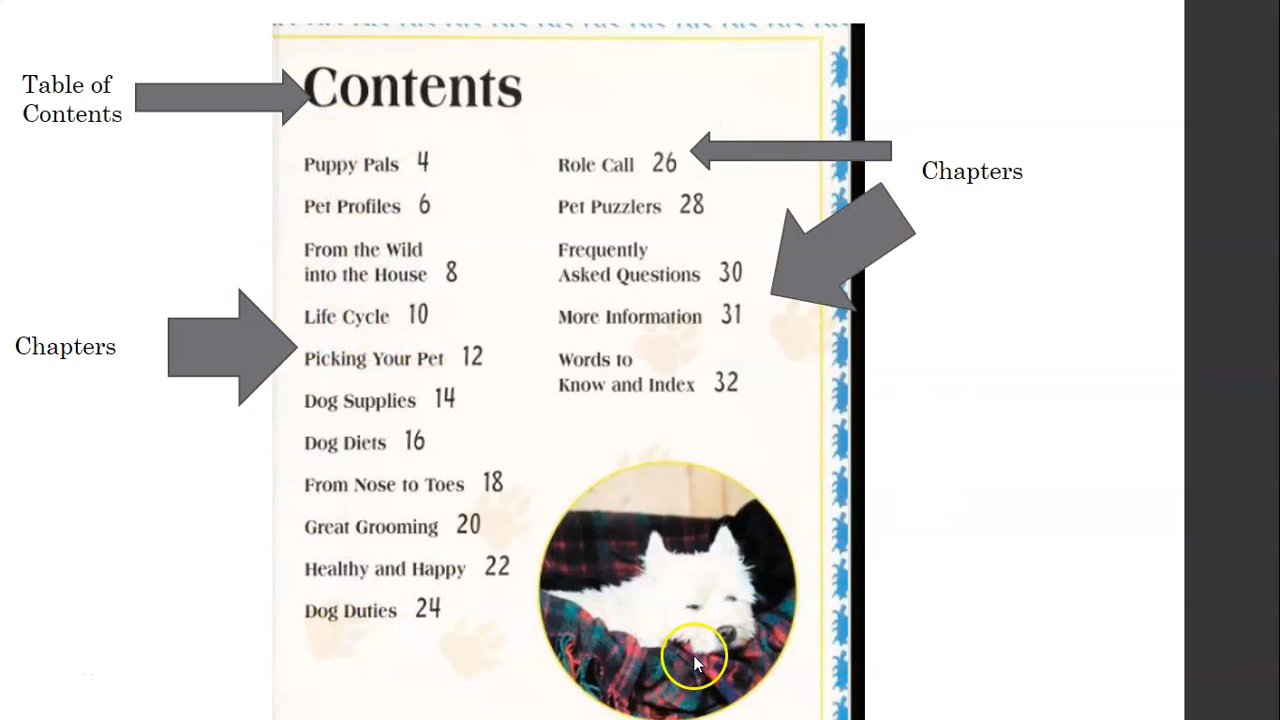 Table of
Contents
Contents
Puppy Pals 4
Pet Profiles 6
From the Wild
into the House 8
Life Cycle 10
Picking Your Pet 12
Dog Supplies 14
Dog Diets 16
From Nose to Toes 18
Great Grooming 20
Healthy and Happy 22
Dog Duties 24
Role Call 26
Pet Puzzlers 28
Frequently
Asked Questions 30
More Information 31
Words to
Know and Index 32
Chapters
Chapters